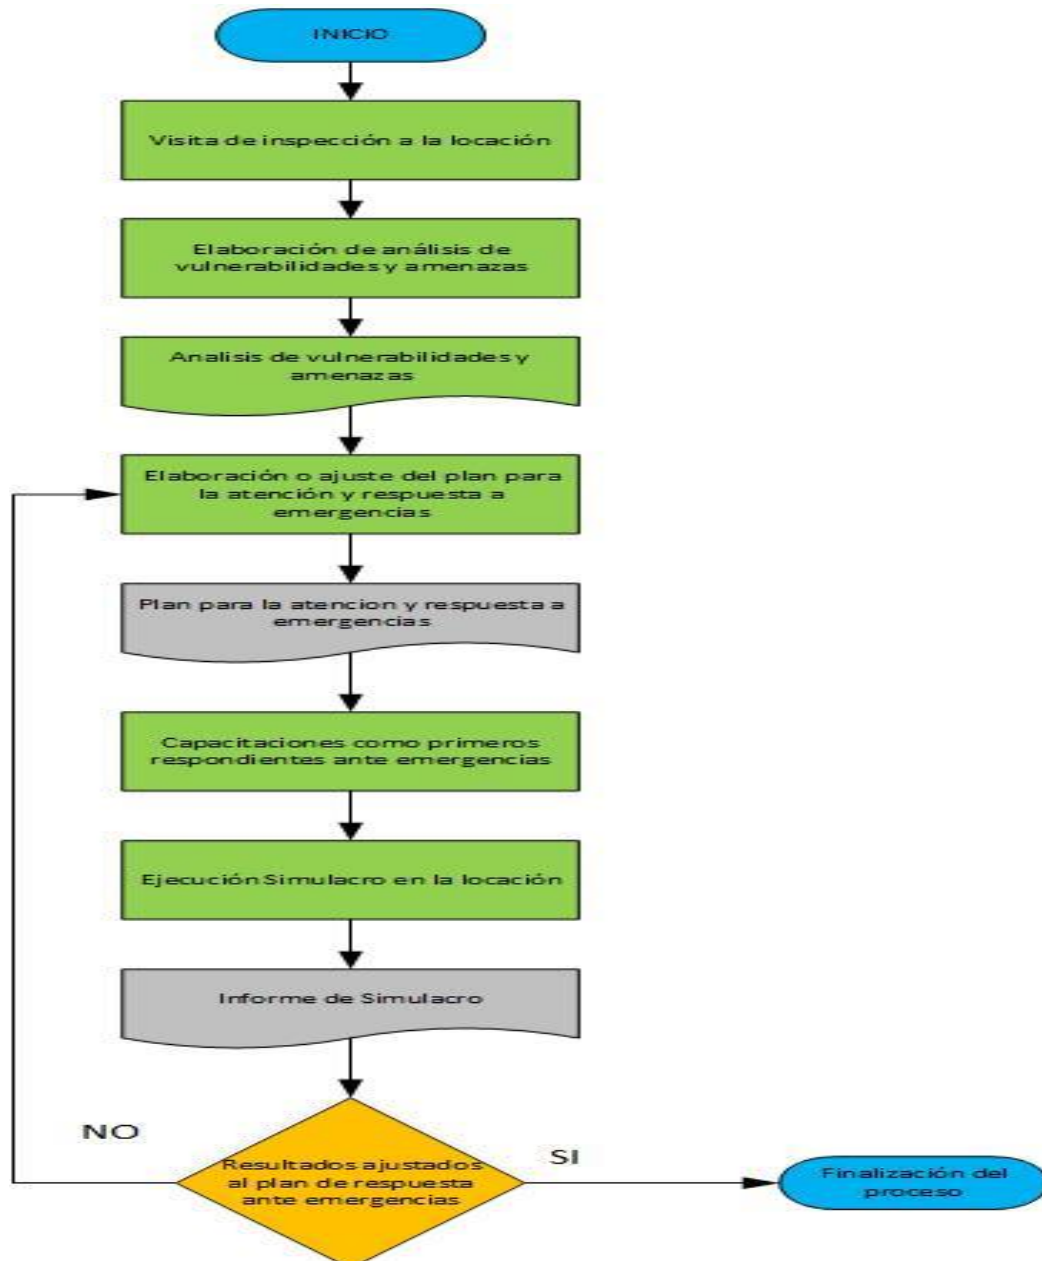 INICIO
Visita de inspección a la locación
Elaboración de análisis de
vulnerabilidades y amenazas
Analisis de vulnerabilidades y
amenazas
Elaboración o ajuste del plan para
la atención y respuesta a
emergencias
Plan para la atencion y respuesta a
emergencias
Capacitaciones como primeros
respondientes ante emergencias
Ejecución Simulacro en la locación
Informe de Simulacro
NO
Resultados ajustados
al plan de respuesta
ante emergencias
SI
Finalización del
proceso